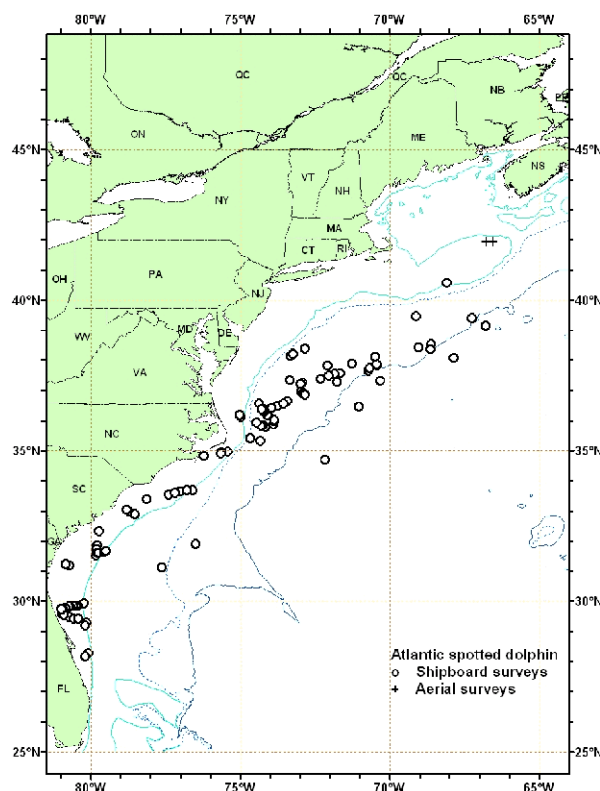 80°W 75°W 70°W 65°W
QC QC
NB
PE
ON
ME
45°N 45°N
NS
VT
NH
NY
MA
CT RI
OH
PA
40°N 40°N
NJ
MD
DE
WV
VA
NC
35°N 35°N
SC
GA
30°N 30°N
Atlantic spotted dolphin
Shipboard surveys
Aerial surveys
FL
25°N 25°N
80°W 75°W 70°W 65°W